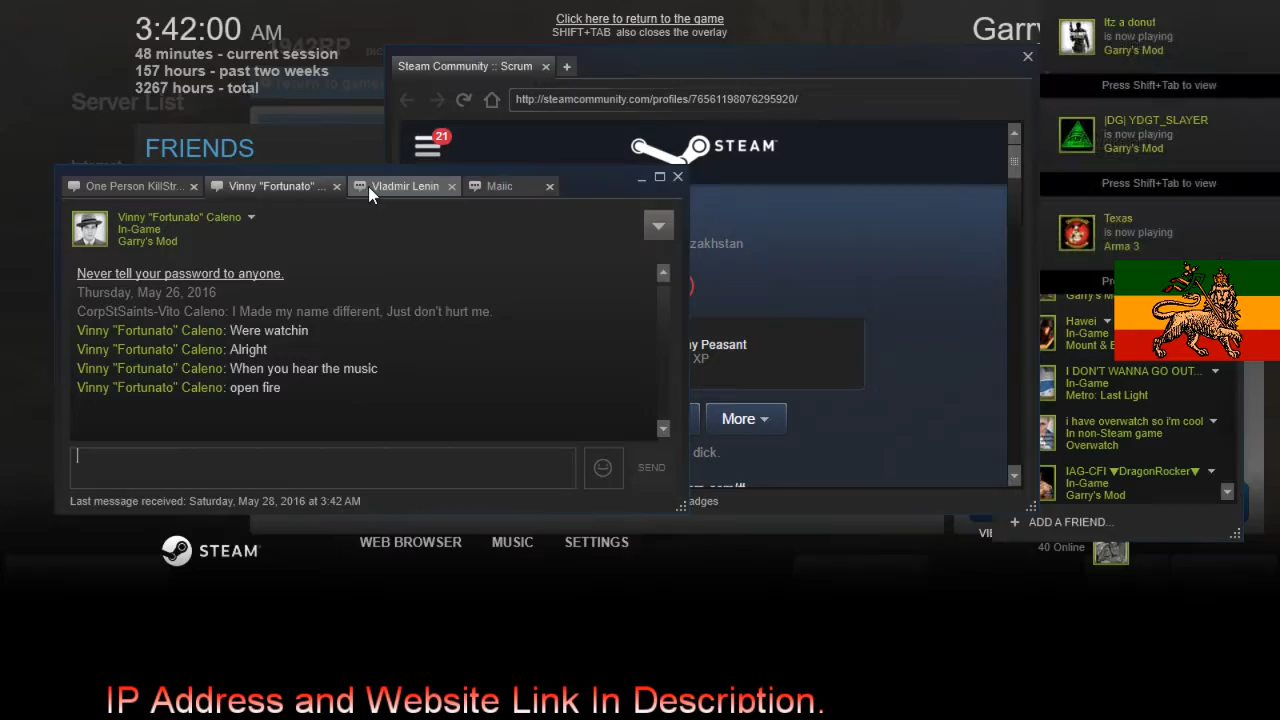 3:42:00 AM
48 minutes - current session
157 hours - past two weeks
3267 hours - total
Click here to return to the game
SHIFT+TAB also closes the overlay
Garry
Server List
FRIENDS
Steam Community :: Scrum
http://steamcommunity.com/profiles/76561198076295920/
21
STEAM
zakhstan
ny Peasant
XP
More
dick.
adges
One Person KillStr...
Vinny "Fortunato" ...
Vladmir Lenin
Maiic
Vinny "Fortunato" Caleno
In-Game
Garry's Mod
Never tell your password to anyone.
Thursday, May 26, 2016
CorpStSaints-Vito Caleno: I Made my name different, Just don't hurt me.
Vinny "Fortunato" Caleno: Were watchin
Vinny "Fortunato" Caleno: Alright
Vinny "Fortunato" Caleno: When you hear the music
Vinny "Fortunato" Caleno: open fire
SEND
Last message received: Saturday, May 28, 2016 at 3:42 AM
Itz a donut
is now playing
Garry's Mod
Press Shift+Tab to view
|DG| YDGT_SLAYER
is now playing
Garry's Mod
Press Shift+Tab to view
Texas
is now playing
Arma 3
Garry's M
Hawei
In-Game
Mount & B
I DON'T WANNA GO OUT...
In-Game
Metro: Last Light
i have overwatch so i'm cool
In non-Steam game
Overwatch
IAG-CFI ▼DragonRocker▼
In-Game
Garry's Mod
+ ADD A FRIEND...
VI
40 Online
STEAM
WEB BROWSER
MUSIC
SETTINGS
IP Address and Website Link In Description.